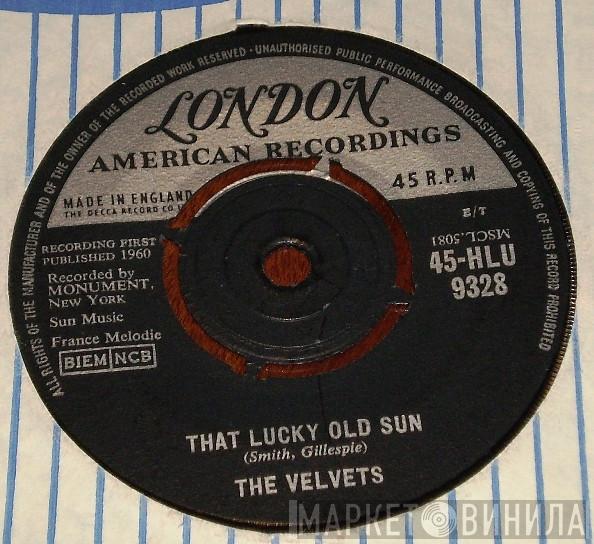 ALL RIGHTS OF THE MANUFACTURER AND OF THE OWNER OF THE RECORDED WORK RESERVED · UNAUTHORISED PUBLIC PERFORMANCE BROADCASTING AND COPYING OF THIS RECORD PROHIBITED
LONDON
AMERICAN RECORDINGS
MADE IN ENGLAND
THE DECCA RECORD CO
45 R.P.M
E/T
MSCL.5081
45-HLU
9328
RECORDING FIRST
PUBLISHED 1960
Recorded by
MONUMENT,
New York
Sun Music
France Melodie
BIEM NCB
THAT LUCKY OLD SUN
(Smith, Gillespie)
THE VELVETS
МАРКЕТ ВИНИЛА